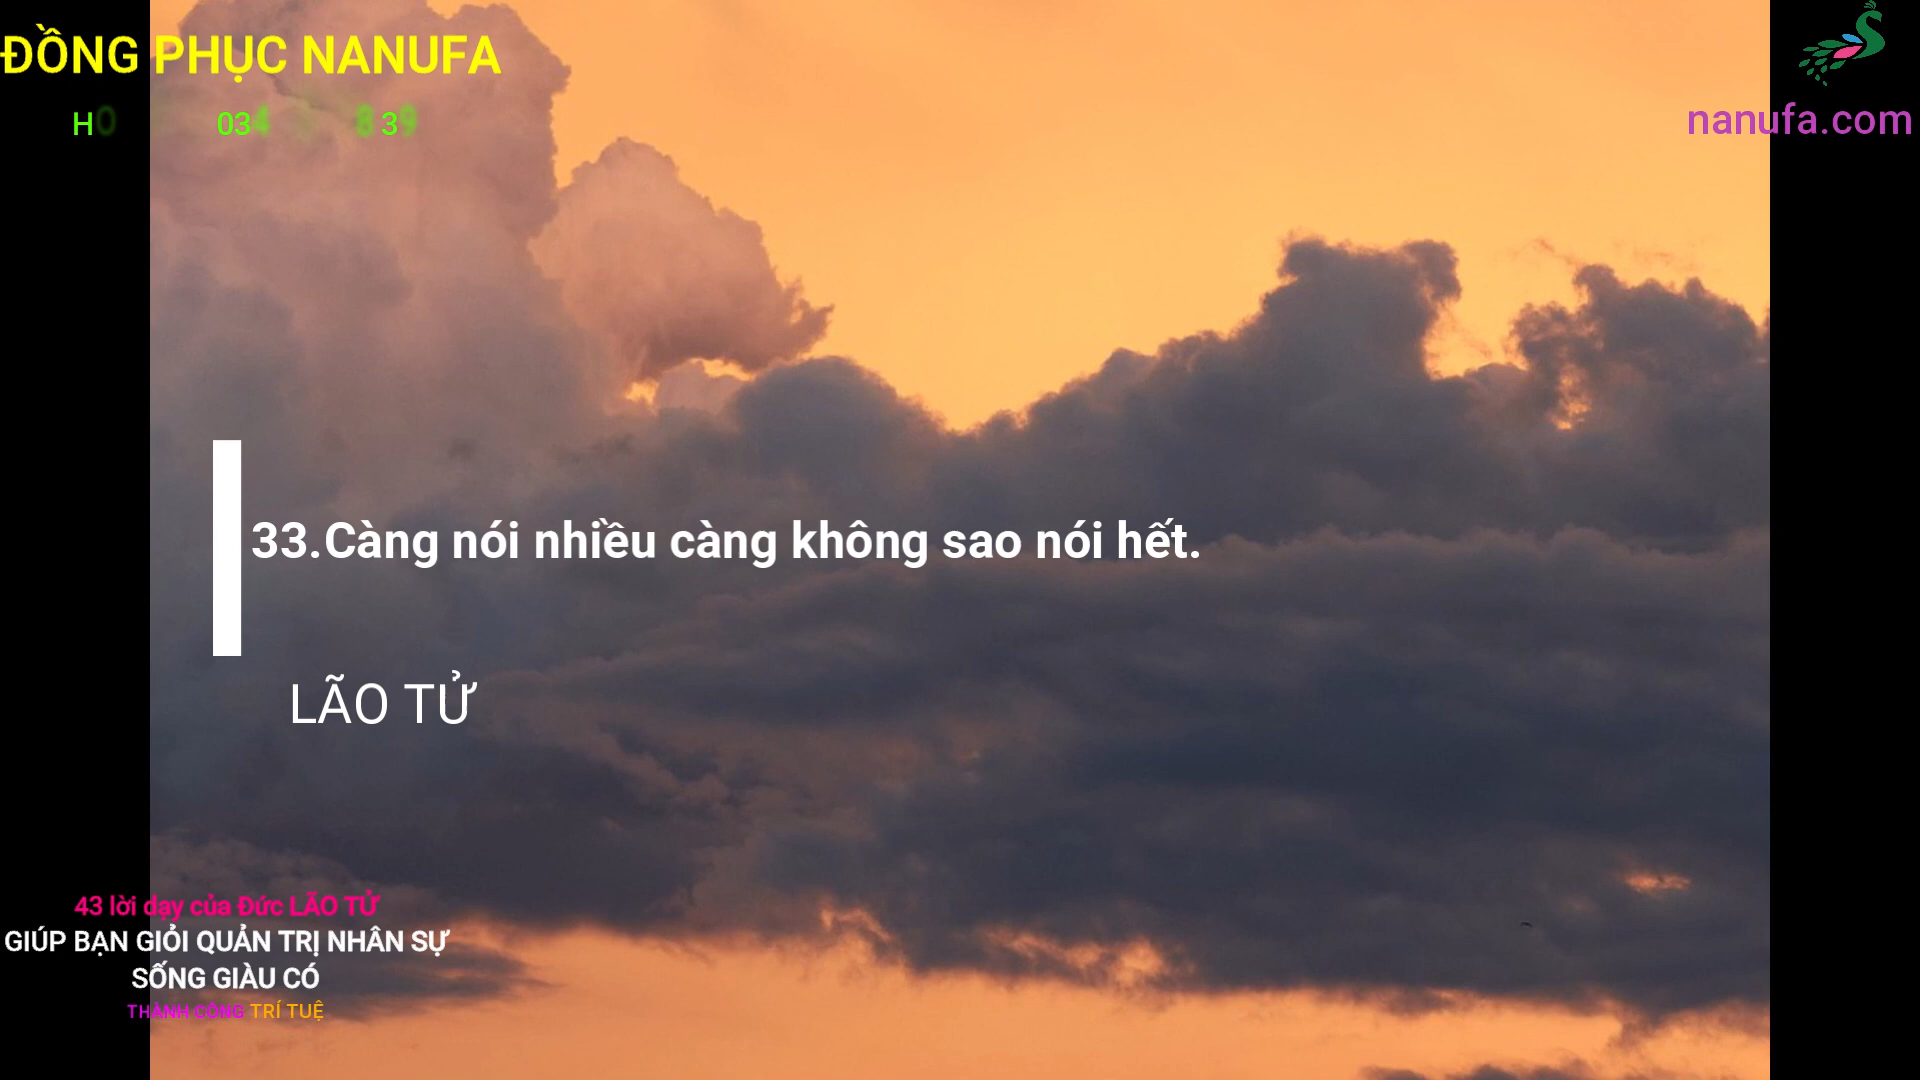 ĐỒNG PHỤC NANUFA
nanufa.com
33.Càng nói nhiều càng không sao nói hết.
LÃO TỬ
43 lời dạy của Đức LÃO TỬ
GIÚP BẠN GIỎI QUẢN TRỊ NHÂN SỰ
SỐNG GIÀU CÓ
THÀNH CÔNG TRÍ TUỆ